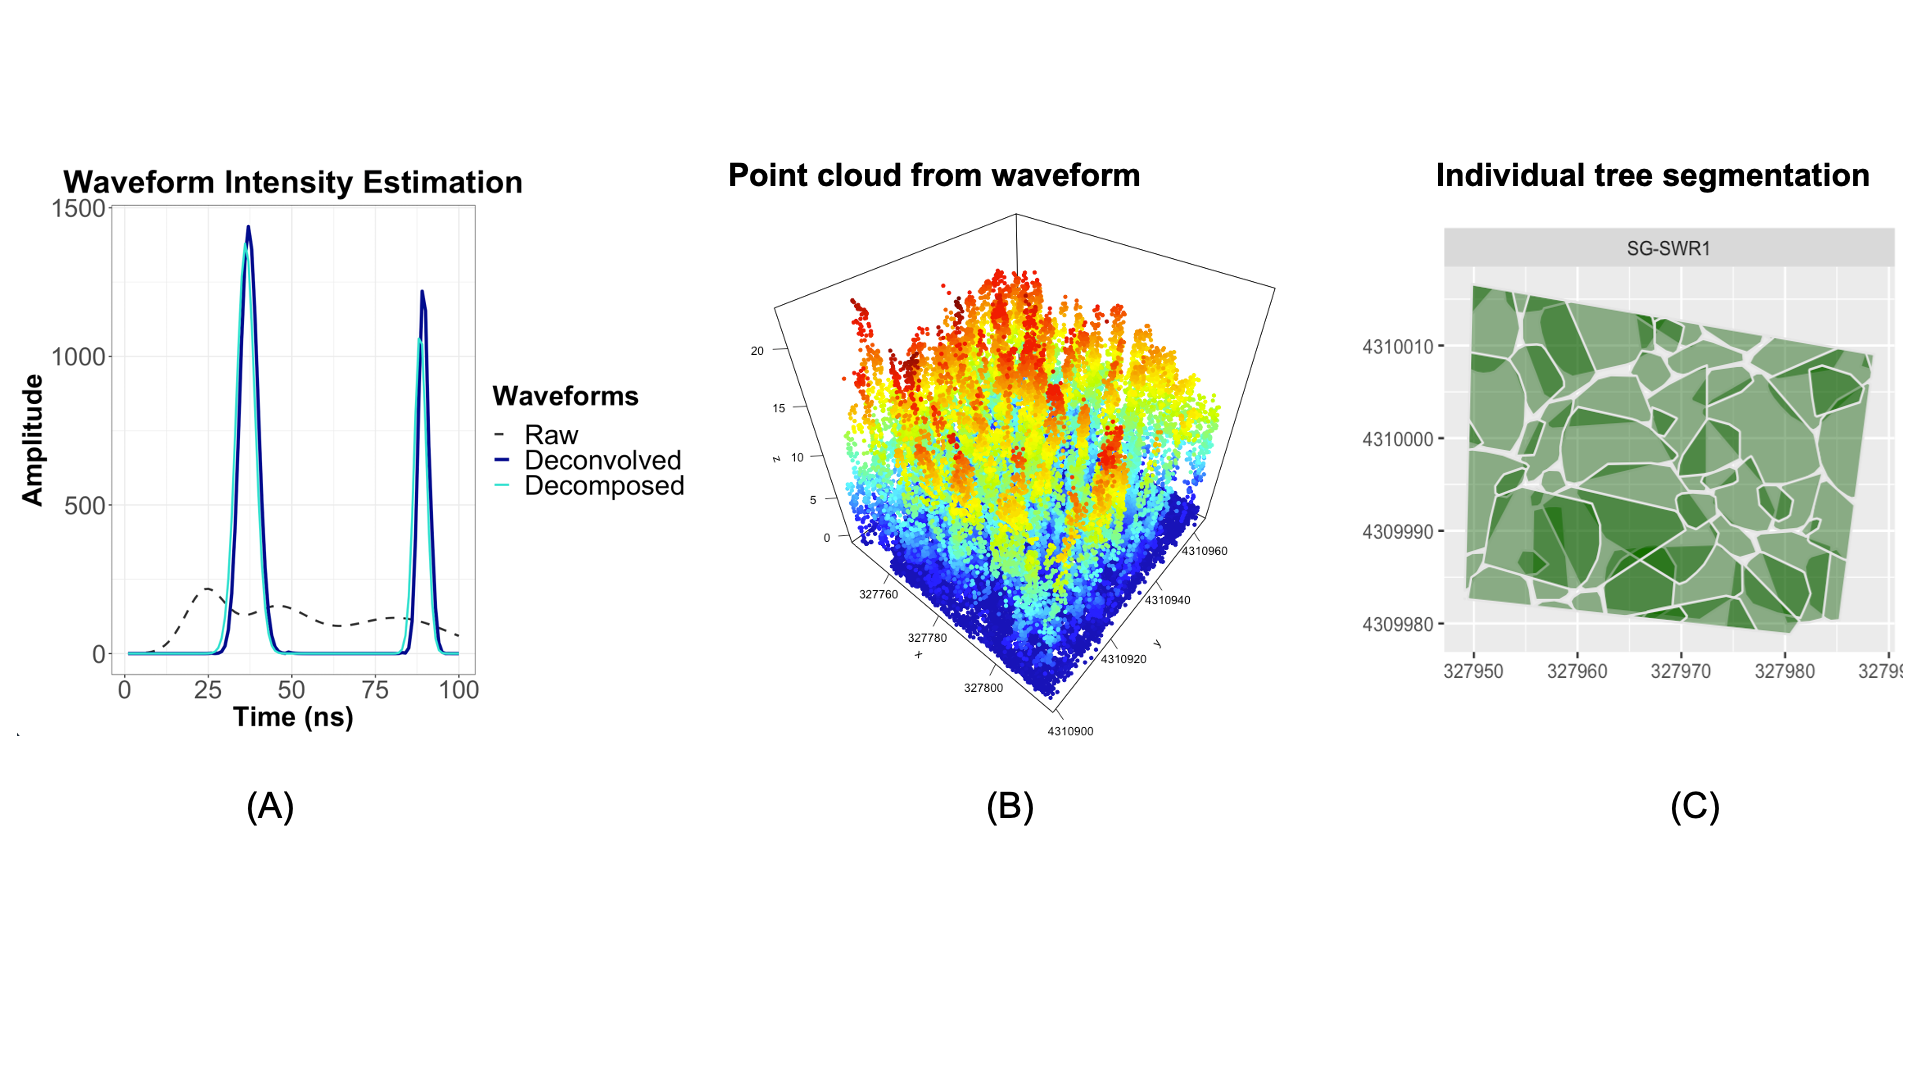 Waveform Intensity Estimation
1500
1000
500
0
Amplitude
0 25 50 75 100
Time (ns)
Waveforms
Raw
Deconvolved
Decomposed
(A)
Point cloud from waveform
20
15
10
5
0
z
327760
327780
327800
x
4310960
4310940
4310920
4310900
y
(B)
Individual tree segmentation
SG-SWR1
4310010
4310000
4309990
4309980
327950 327960 327970 327980
(C)